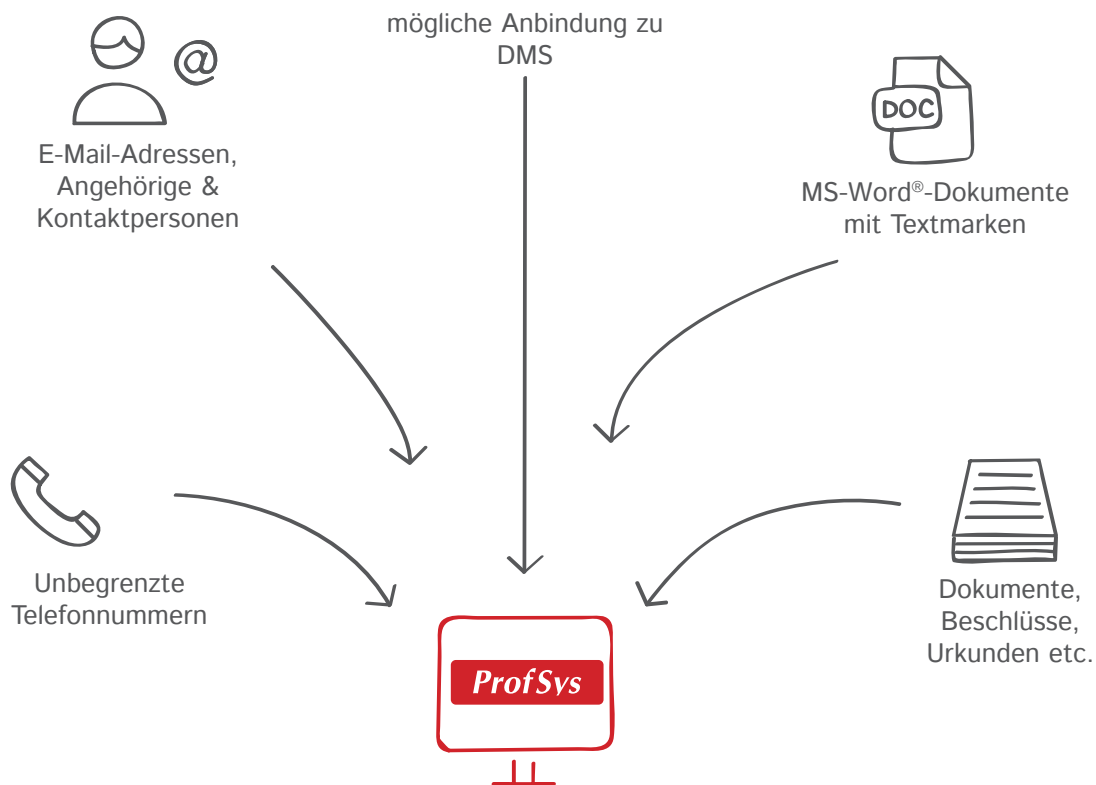 mögliche Anbindung zu
DMS
@
E-Mail-Adressen,
Angehörige &
Kontaktpersonen
DOC
MS-Word®-Dokumente
mit Textmarken
Unbegrenzte
Telefonnummern
Dokumente,
Beschlüsse,
Urkunden etc.
ProfSys